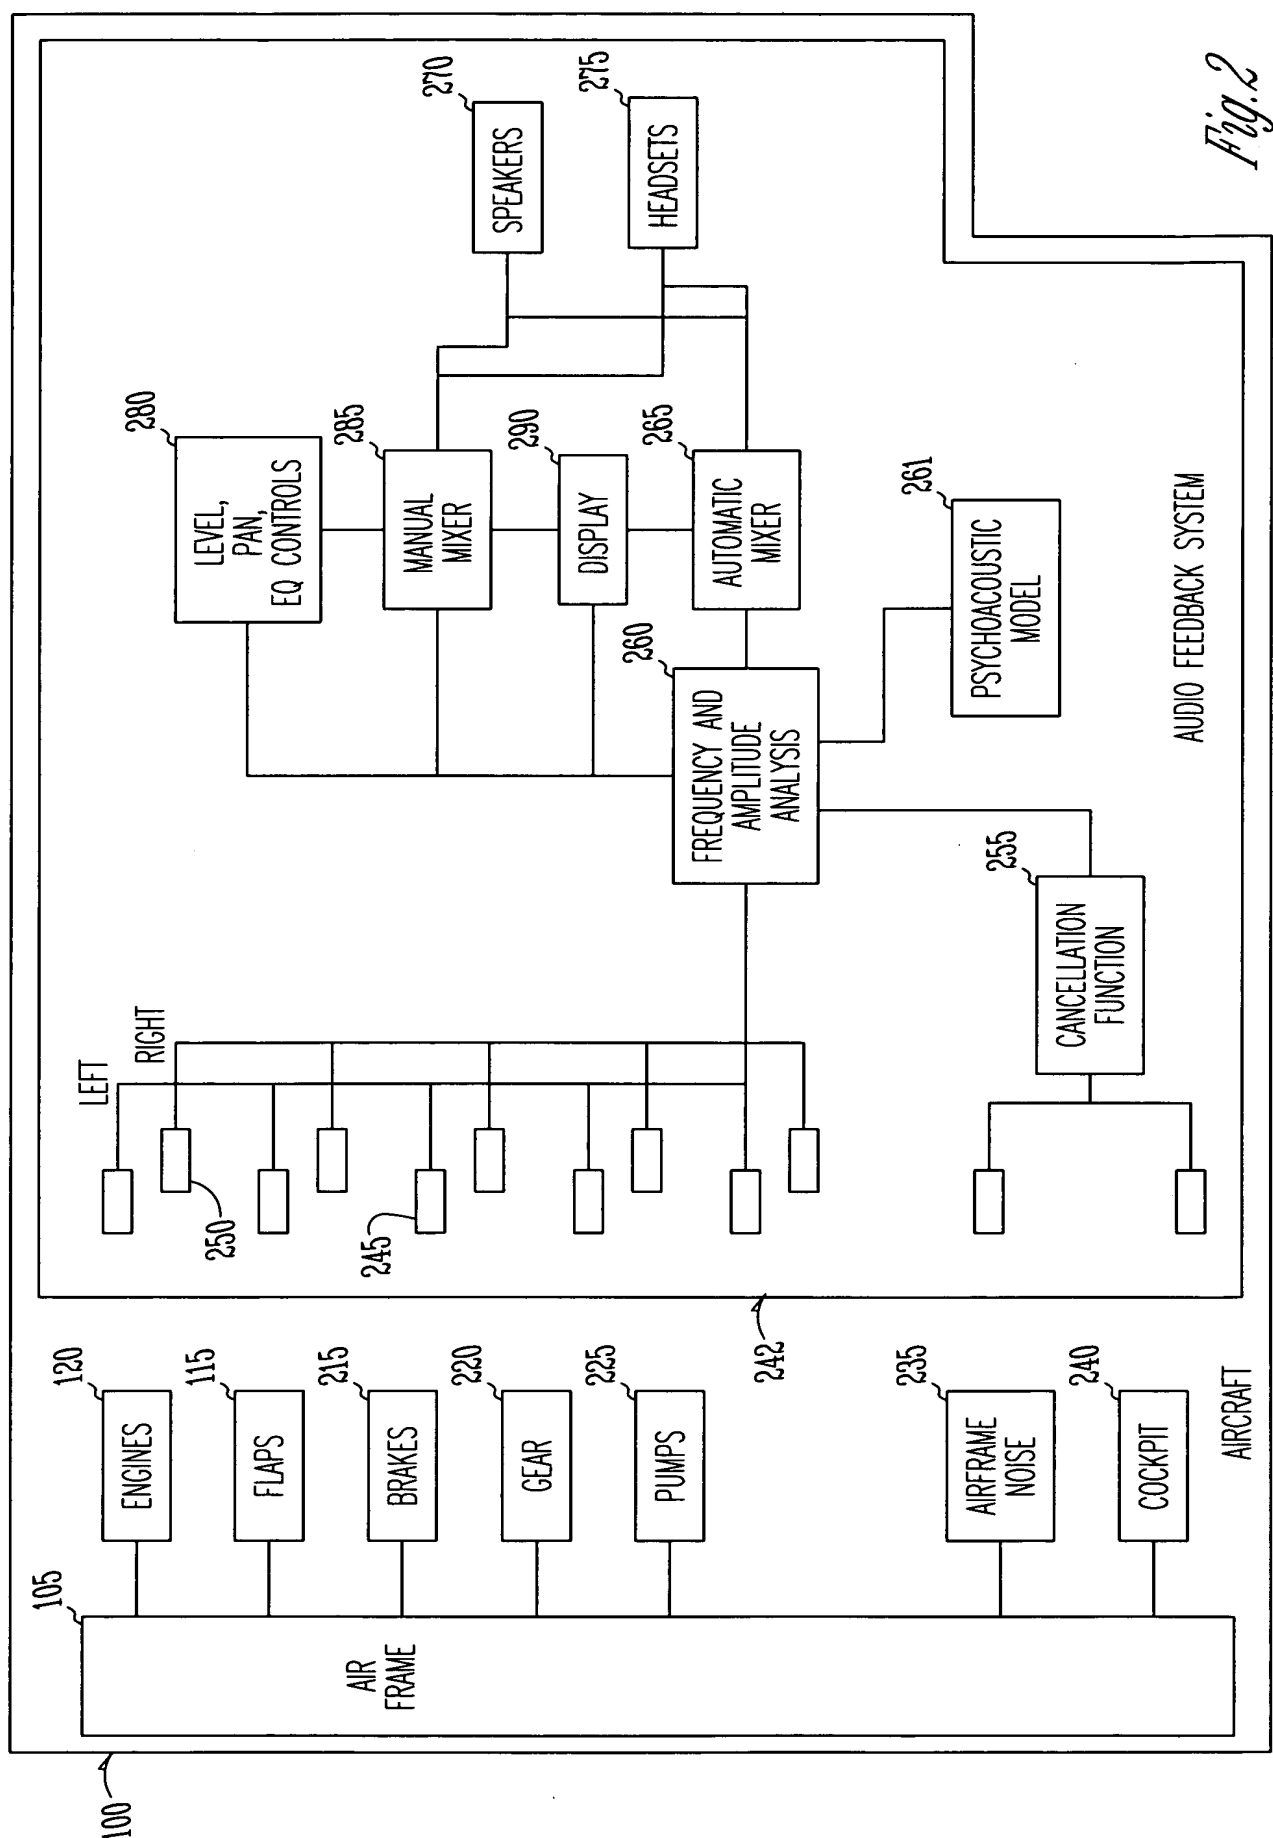 100
105
AIR
FRAME
120
ENGINES
115
FLAPS
215
BRAKES
220
GEAR
225
PUMPS
235
AIRFRAME
NOISE
240
COCKPIT
AIRCRAFT
242
LEFT
RIGHT
250
245
255
CANCELLATION
FUNCTION
260
FREQUENCY AND
AMPLITUDE
ANALYSIS
261
PSYCHOACOUSTIC
MODEL
280
LEVEL,
PAN,
EQ CONTROLS
285
MANUAL
MIXER
290
DISPLAY
265
AUTOMATIC
MIXER
270
SPEAKERS
275
HEADSETS
AUDIO FEEDBACK SYSTEM
Fig.2